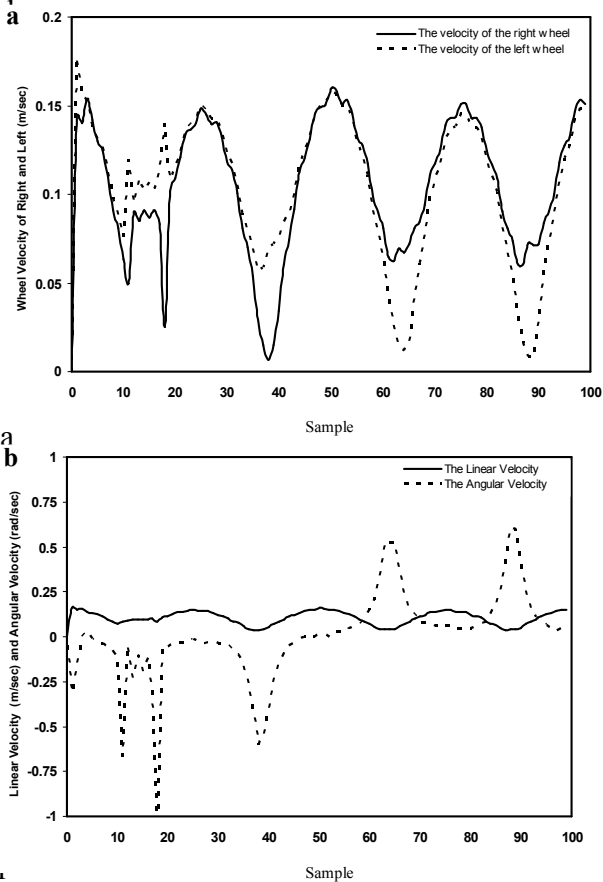 a
0.2
The velocity of the right wheel
The velocity of the left wheel
0.15
0.1
0.05
0
Wheel Velocity of Right and Left (m/sec)
0 10 20 30 40 50 60 70 80 90 100
Sample
a
b
1
The Linear Velocity
The Angular Velocity
0.75
0.5
0.25
0
-0.25
-0.5
-0.75
-1
Linear Velocity (m/sec) and Angular Velocity (rad/sec)
0 10 20 30 40 50 60 70 80 90 100
Sample